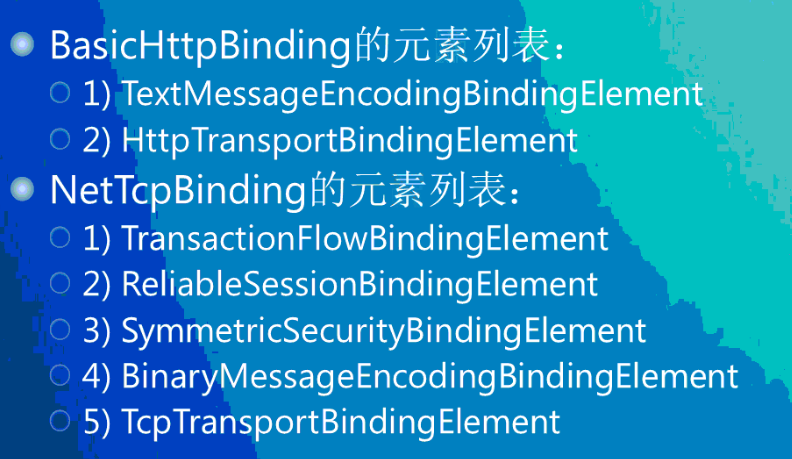 BasicHttpBinding的元素列表：
1) TextMessageEncodingBindingElement
2) HttpTransportBindingElement
NetTcpBinding的元素列表：
1) TransactionFlowBindingElement
2) ReliableSessionBindingElement
3) SymmetricSecurityBindingElement
4) BinaryMessageEncodingBindingElement
5) TcpTransportBindingElement